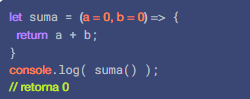 let suma = (a = 0, b = 0) => {
return a + b;
}
console.log( suma() );
// retorna 0